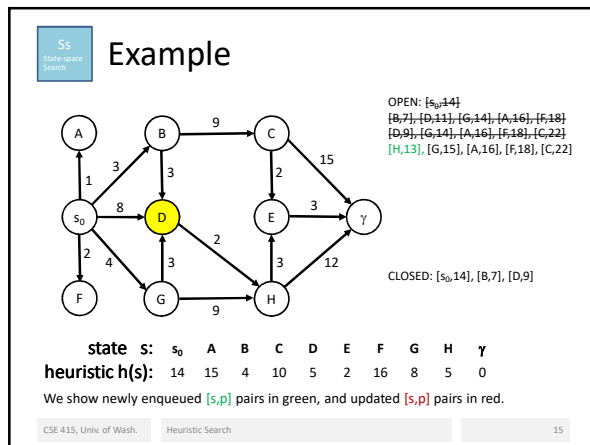 Ss
State-space
Search
Example
OPEN: [s₀,14]
[B,7], [D,11], [G,14], [A,16], [F,18]
[D,9], [G,14], [A,16], [F,18], [C,22]
[H,13], [G,15], [A,16], [F,18], [C,22]
9
A B C
15
3 3 2
1
8 3
s₀ D E γ
2
2 4 3 3 12
CLOSED: [s₀,14], [B,7], [D,9]
F G H
9
state s: s₀ A B C D E F G H γ
heuristic h(s): 14 15 4 10 5 2 16 8 5 0
We show newly enqueued [s,p] pairs in green, and updated [s,p] pairs in red.
CSE 415, Univ. of Wash. Heuristic Search 15